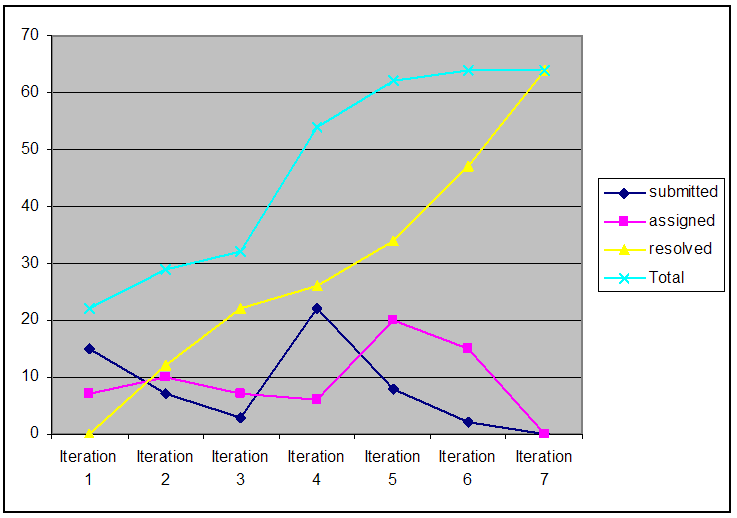 70
60
50
40
30
20
10
0
Iteration 1
Iteration 2
Iteration 3
Iteration 4
Iteration 5
Iteration 6
Iteration 7
submitted
assigned
resolved
Total